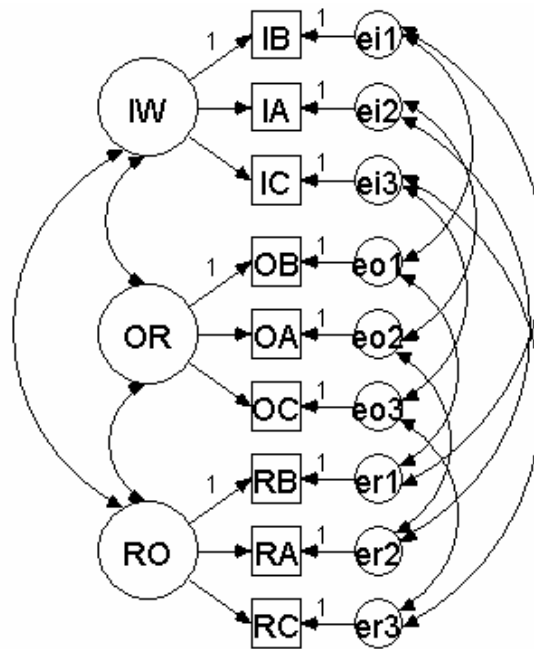 1 IB 1 ei1
IW IA 1 ei2
IC 1 ei3
1 OB 1 eo1
OR OA 1 eo2
OC 1 eo3
1 RB 1 er1
RO RA 1 er2
RC 1 er3